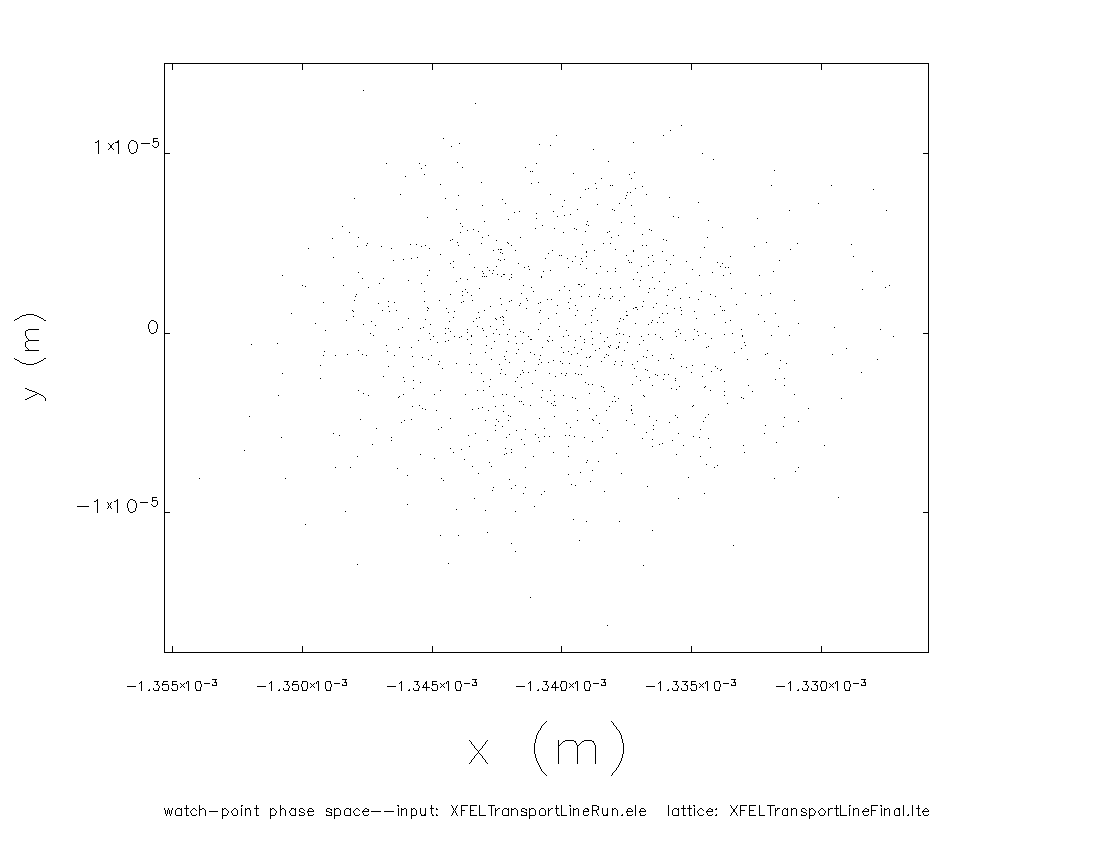 1×10⁻⁵
0
−1×10⁻⁵
y (m)
−1.355×10⁻³ −1.350×10⁻³ −1.345×10⁻³ −1.340×10⁻³ −1.335×10⁻³ −1.330×10⁻³
x (m)
watch−point phase space−−input: XFELTransportLineRun.ele lattice: XFELTransportLineFinal.lte